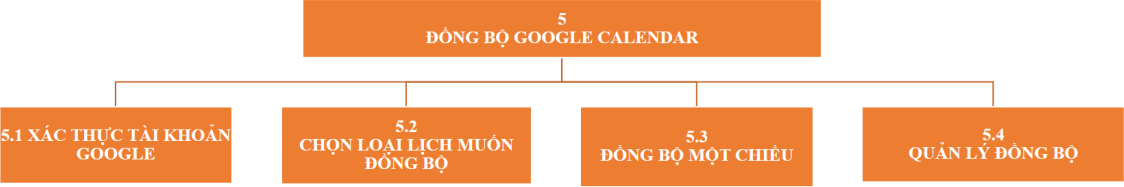 5
ĐỒNG BỘ GOOGLE CALENDAR
5.1 XÁC THỰC TÀI KHOẢN
GOOGLE
5.2
CHỌN LOẠI LỊCH MUỐN
ĐỒNG BỘ
5.3
ĐỒNG BỘ MỘT CHIỀU
5.4
QUẢN LÝ ĐỒNG BỘ